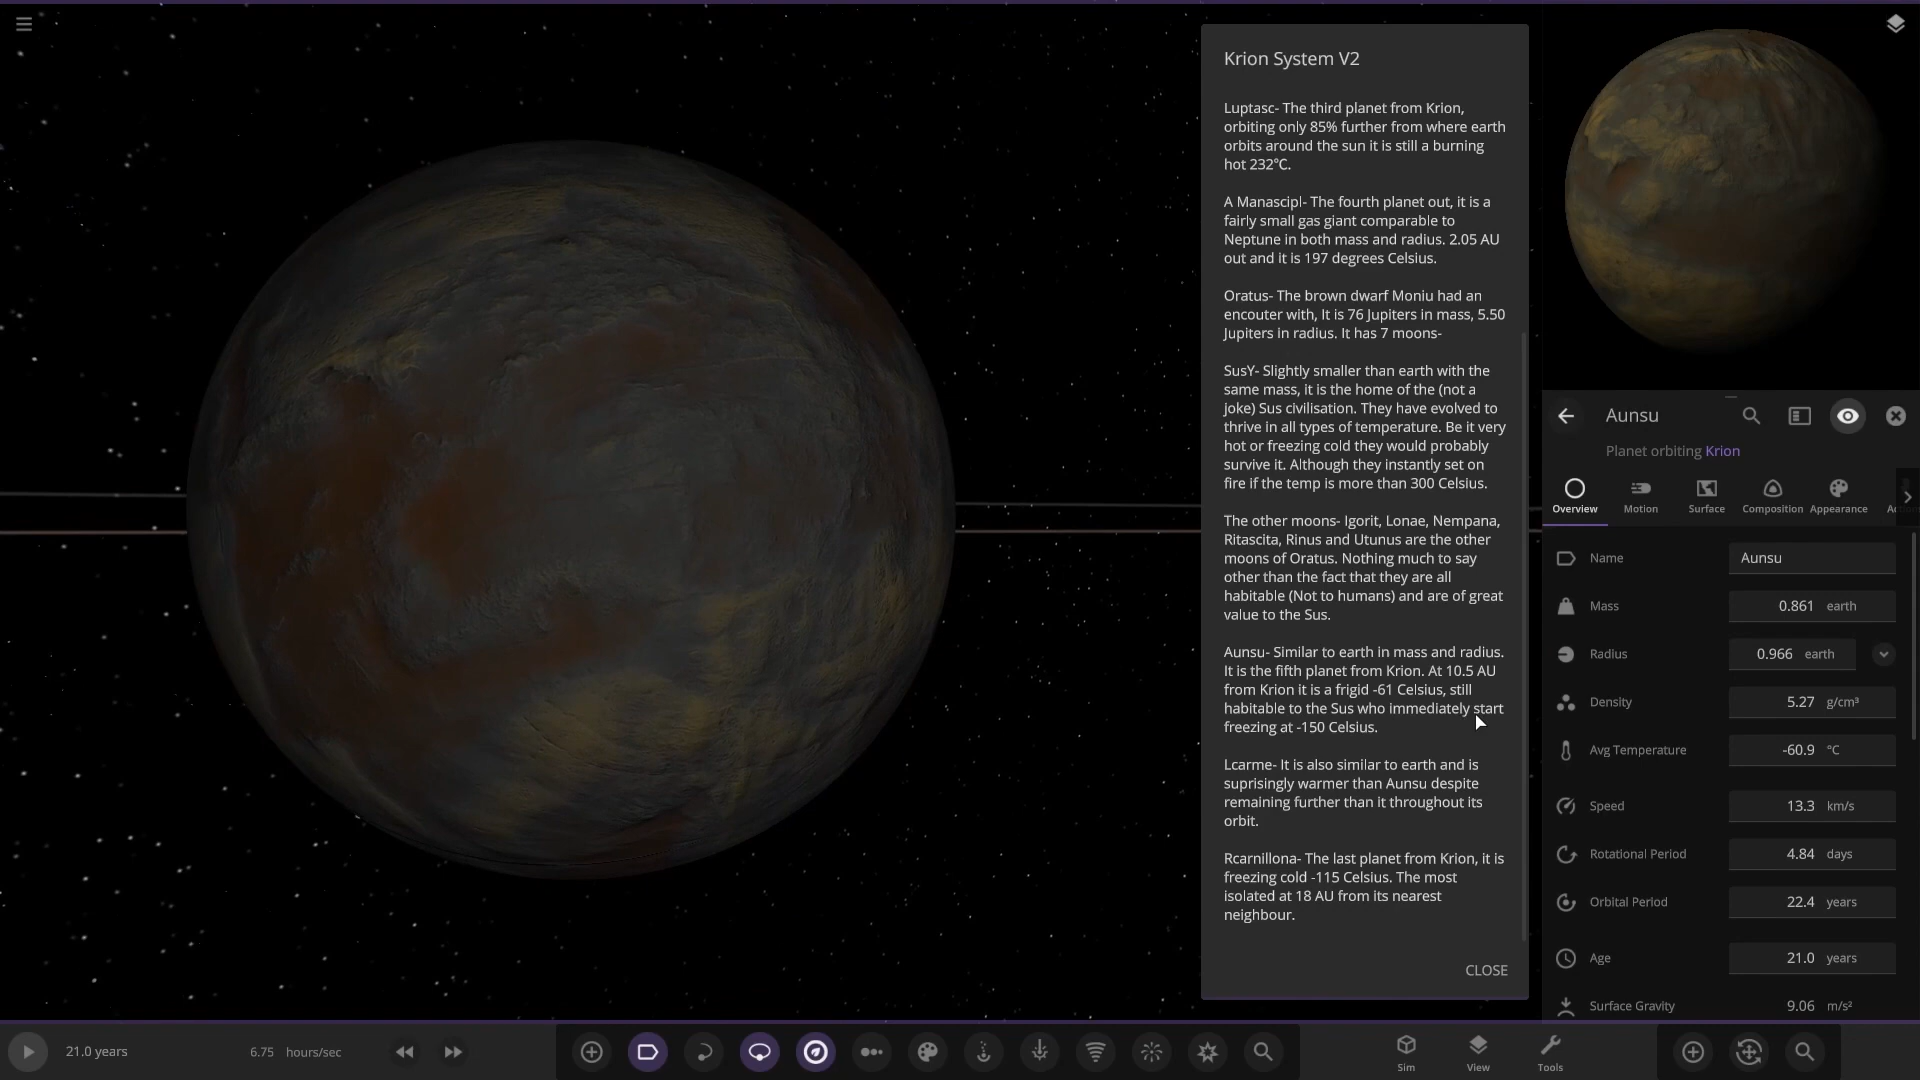 Krion System V2
Luptasc- The third planet from Krion,
orbiting only 85% further from where earth
orbits around the sun it is still a burning
hot 232℃.
A Manascipl- The fourth planet out, it is a
fairly small gas giant comparable to
Neptune in both mass and radius. 2.05 AU
out and it is 197 degrees Celsius.
Oratus- The brown dwarf Moniu had an
encouter with, It is 76 Jupiters in mass, 5.50
Jupiters in radius. It has 7 moons-
SusY- Slightly smaller than earth with the
same mass, it is the home of the (not a
joke) Sus civilisation. They have evolved to
thrive in all types of temperature. Be it very
hot or freezing cold they would probably
survive it. Although they instantly set on
fire if the temp is more than 300 Celsius.
The other moons- Igorit, Lonae, Nempana,
Ritascita, Rinus and Utunus are the other
moons of Oratus. Nothing much to say
other than the fact that they are all
habitable (Not to humans) and are of great
value to the Sus.
Aunsu- Similar to earth in mass and radius.
It is the fifth planet from Krion. At 10.5 AU
from Krion it is a frigid -61 Celsius, still
habitable to the Sus who immediately start
freezing at -150 Celsius.
Lcarme- It is also similar to earth and is
suprisingly warmer than Aunsu despite
remaining further than it throughout its
orbit.
Rcarnillona- The last planet from Krion, it is
freezing cold -115 Celsius. The most
isolated at 18 AU from its nearest
neighbour.
CLOSE
Aunsu
Planet orbiting Krion
Overview Motion Surface Composition Appearance
Name Aunsu
Mass 0.861 earth
Radius 0.966 earth
Density 5.27 g/cm³
Avg Temperature -60.9 °C
Speed 13.3 km/s
Rotational Period 4.84 days
Orbital Period 22.4 years
Age 21.0 years
Surface Gravity 9.06 m/s²
21.0 years 6.75 hours/sec
Sim View Tools